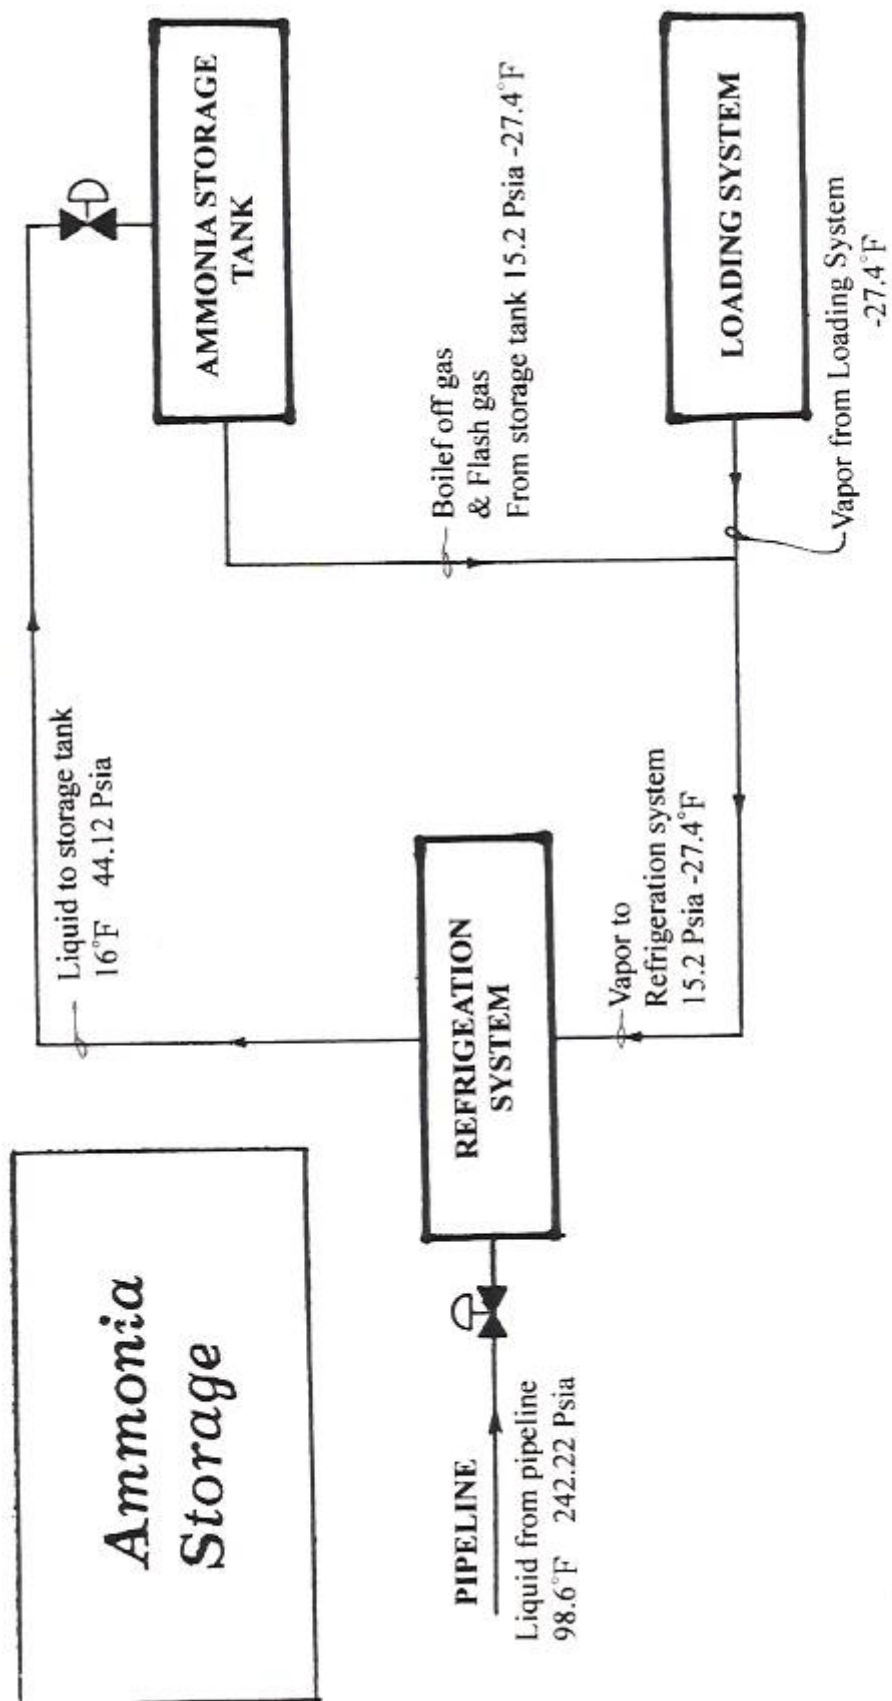 Ammonia
Storage
PIPELINE
Liquid from pipeline
98.6°F 242.22 Psia
REFRIGEATION
SYSTEM
Liquid to storage tank
16°F 44.12 Psia
Vapor to
Refrigeration system
15.2 Psia -27.4°F
AMMONIA STORAGE
TANK
Boilef off gas
& Flash gas
From storage tank 15.2 Psia -27.4°F
LOADING SYSTEM
Vapor from Loading System
-27.4°F